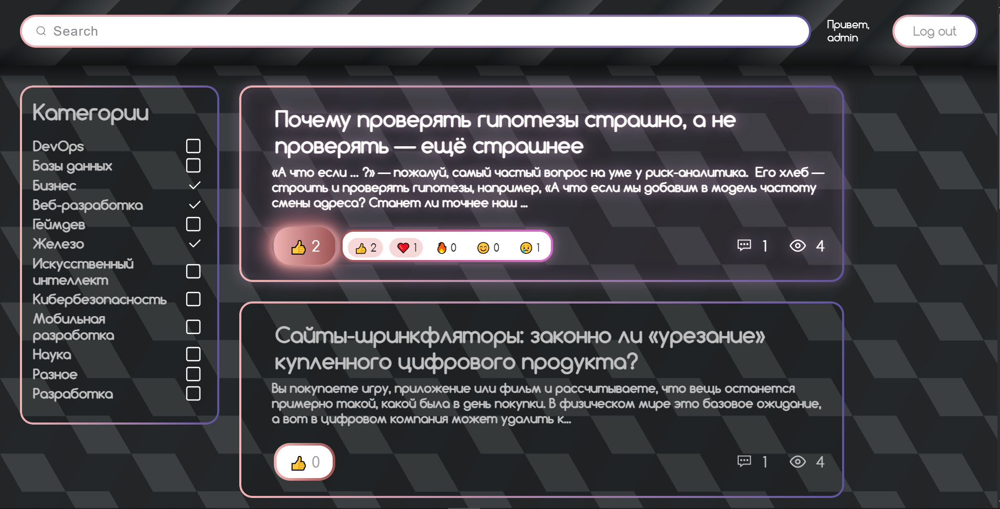 Search
Привет,
admin
Log out
Категории
DevOps
Базы данных
Бизнес
Веб-разработка
Геймдев
Железо
Искусственный
интеллект
Кибербезопасность
Мобильная
разработка
Наука
Разное
Разработка
Почему проверять гипотезы страшно, а не
проверять — ещё страшнее
«А что если ... ?» — пожалуй, самый частый вопрос на уме у риск-аналитика.  Его хлеб —
строить и проверять гипотезы, например, «А что если мы добавим в модель частоту
смены адреса? Станет ли точнее наш ...
👍 2
👍 2 ❤️ 1 🔥 0 😊 0 😢 1
1 4
Сайты-шринкфляторы: законно ли «урезание»
купленного цифрового продукта?
Вы покупаете игру, приложение или фильм и рассчитываете, что вещь останется
примерно такой, какой была в день покупки. В физическом мире это базовое ожидание,
а вот в цифровом компания может удалить к...
👍 0
1 4